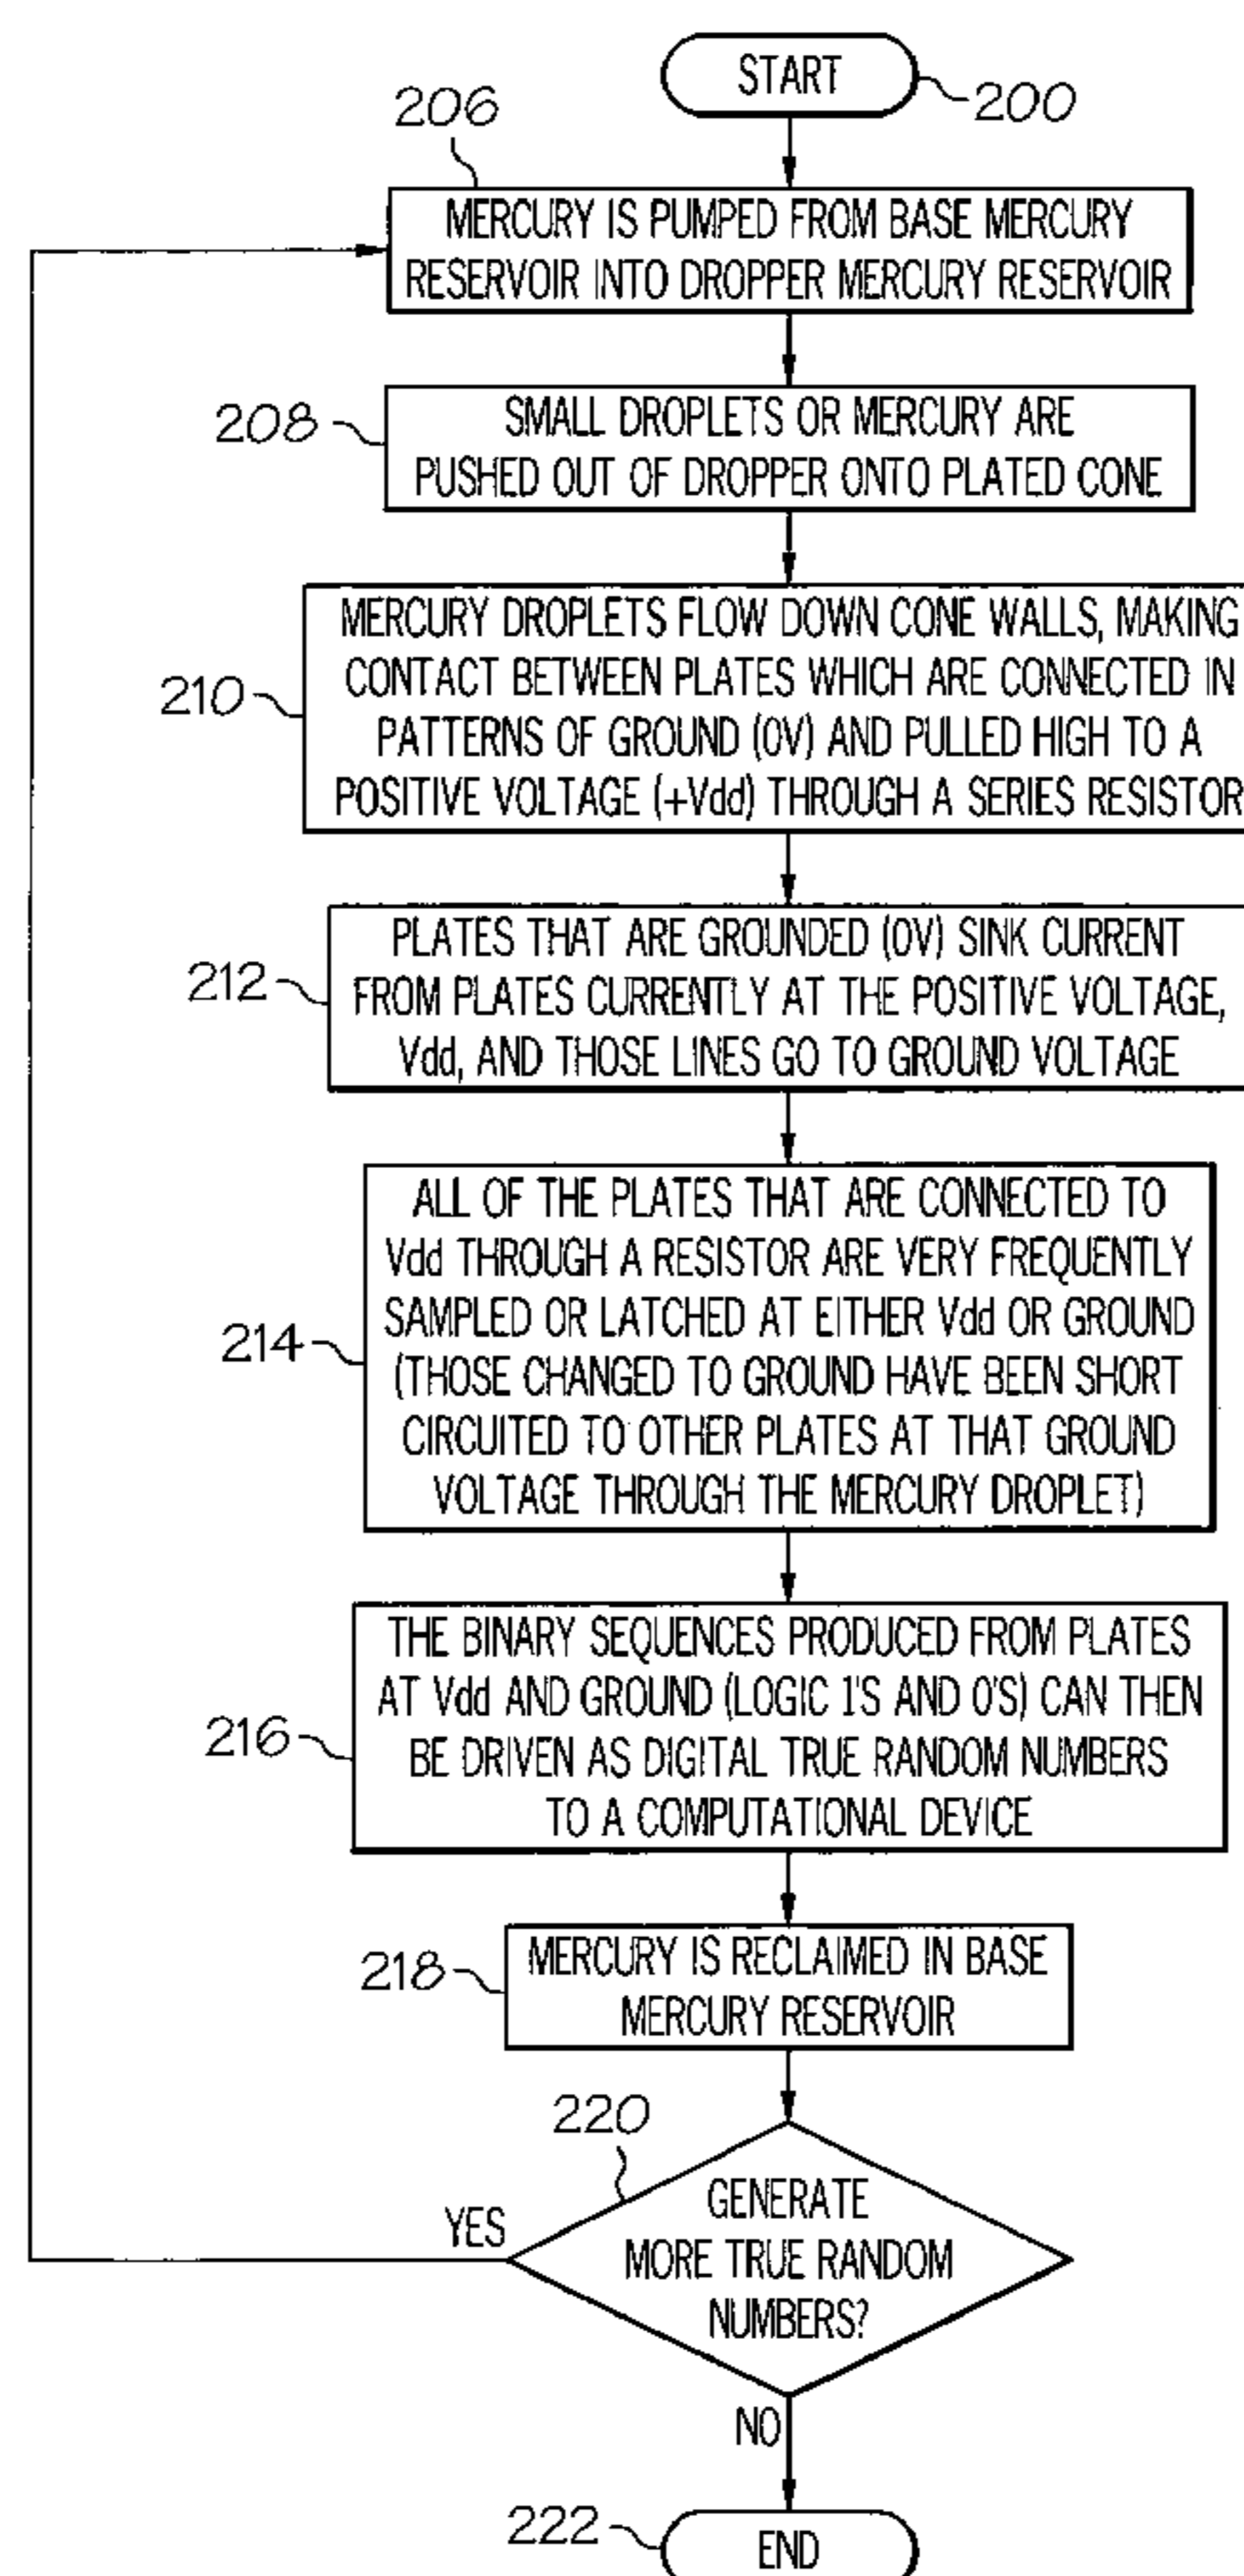 START
200
206
MERCURY IS PUMPED FROM BASE MERCURY
RESERVOIR INTO DROPPER MERCURY RESERVOIR
208
SMALL DROPLETS OR MERCURY ARE
PUSHED OUT OF DROPPER ONTO PLATED CONE
210
MERCURY DROPLETS FLOW DOWN CONE WALLS, MAKING
CONTACT BETWEEN PLATES WHICH ARE CONNECTED IN
PATTERNS OF GROUND (0V) AND PULLED HIGH TO A
POSITIVE VOLTAGE (+Vdd) THROUGH A SERIES RESISTOR
212
PLATES THAT ARE GROUNDED (0V) SINK CURRENT
FROM PLATES CURRENTLY AT THE POSITIVE VOLTAGE,
Vdd, AND THOSE LINES GO TO GROUND VOLTAGE
214
ALL OF THE PLATES THAT ARE CONNECTED TO
Vdd THROUGH A RESISTOR ARE VERY FREQUENTLY
SAMPLED OR LATCHED AT EITHER Vdd OR GROUND
(THOSE CHANGED TO GROUND HAVE BEEN SHORT
CIRCUITED TO OTHER PLATES AT THAT GROUND
VOLTAGE THROUGH THE MERCURY DROPLET)
216
THE BINARY SEQUENCES PRODUCED FROM PLATES
AT Vdd AND GROUND (LOGIC 1'S AND 0'S) CAN THEN
BE DRIVEN AS DIGITAL TRUE RANDOM NUMBERS
TO A COMPUTATIONAL DEVICE
218
MERCURY IS RECLAIMED IN BASE
MERCURY RESERVOIR
220
GENERATE
MORE TRUE RANDOM
NUMBERS?
YES
NO
222
END